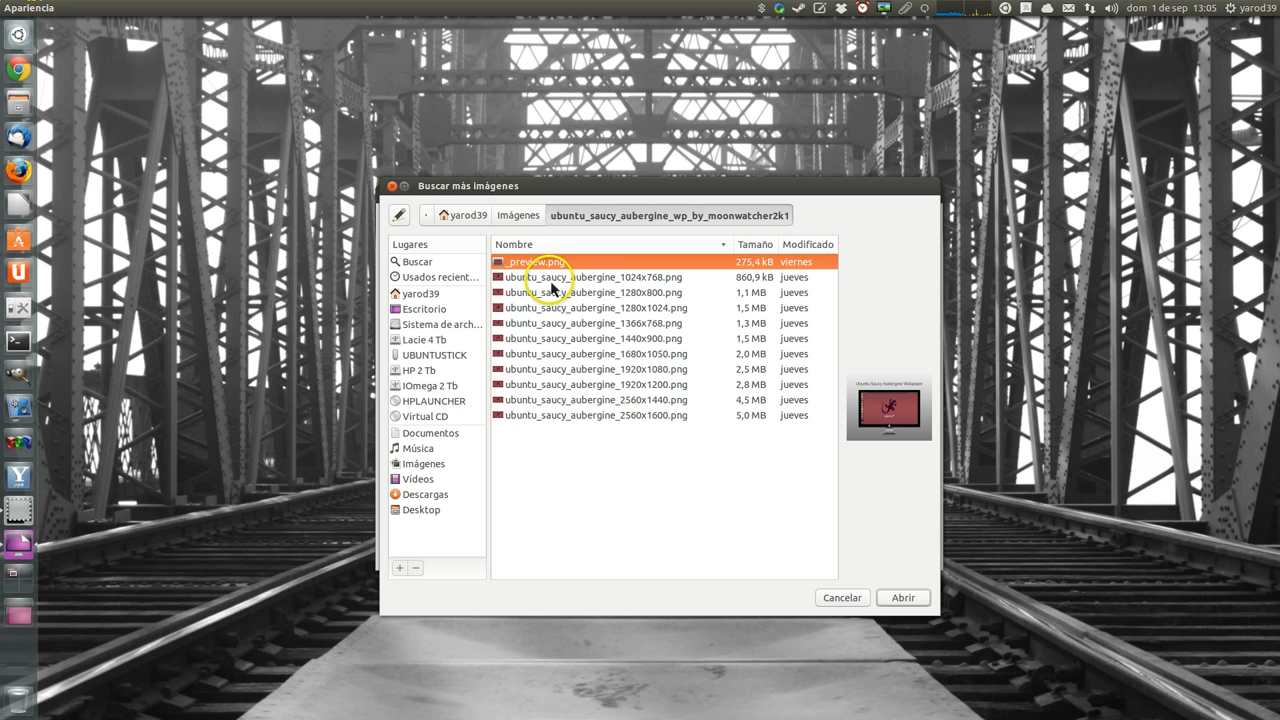 Apariencia
dom 1 de sep 13:05 yarod39
Buscar más imágenes
yarod39 Imágenes ubuntu_saucy_aubergine_wp_by_moonwatcher2k1
Lugares Nombre Tamaño Modificado
Buscar _preview.png 275,4 kB viernes
Usados recient... ubuntu_saucy_aubergine_1024x768.png 860,9 kB jueves
yarod39 ubuntu_saucy_aubergine_1280x800.png 1,1 MB jueves
Escritorio ubuntu_saucy_aubergine_1280x1024.png 1,5 MB jueves
Sistema de arch... ubuntu_saucy_aubergine_1366x768.png 1,3 MB jueves
Lacie 4 Tb ubuntu_saucy_aubergine_1440x900.png 1,5 MB jueves
UBUNTUSTICK ubuntu_saucy_aubergine_1680x1050.png 2,0 MB jueves
HP 2 Tb ubuntu_saucy_aubergine_1920x1080.png 2,5 MB jueves
IOmega 2 Tb ubuntu_saucy_aubergine_1920x1200.png 2,8 MB jueves
HPLAUNCHER ubuntu_saucy_aubergine_2560x1440.png 4,5 MB jueves
Virtual CD ubuntu_saucy_aubergine_2560x1600.png 5,0 MB jueves
Documentos
Música
Imágenes
Vídeos
Descargas
Desktop
Ubuntu Saucy Aubergine Wallpaper
Cancelar Abrir